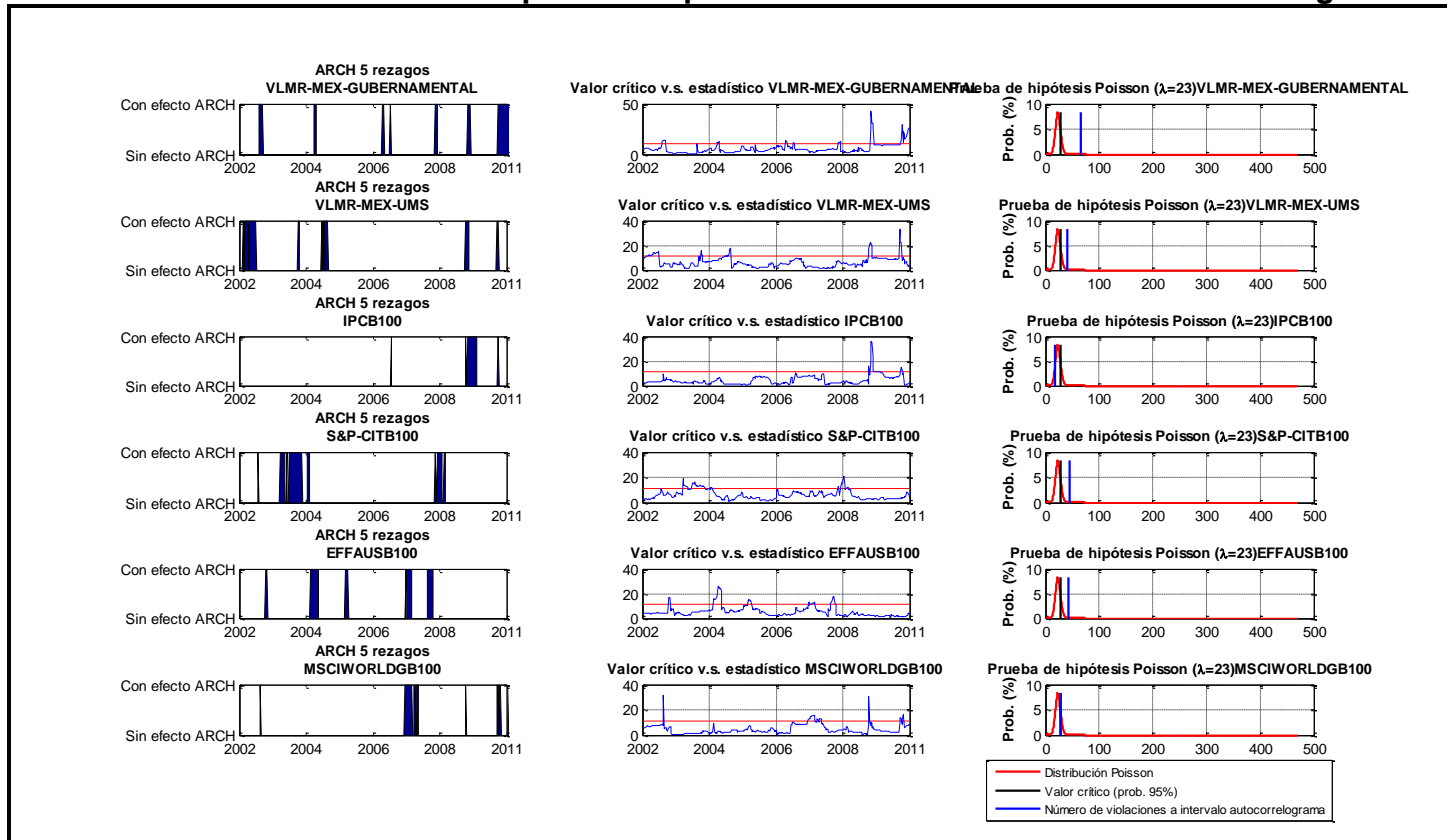 ARCH 5 rezagos
VLMR-MEX-GUBERNAMENTAL
Con efecto ARCH
Sin efecto ARCH
2002 2004 2006 2008 2011
Valor crítico v.s. estadístico VLMR-MEX-GUBERNAMENTAL
50
0
2002 2004 2006 2008 2011
Prueba de hipótesis Poisson (λ=23)VLMR-MEX-GUBERNAMENTAL
Prob. (%)
10
5
0
0 100 200 300 400 500
ARCH 5 rezagos
VLMR-MEX-UMS
Con efecto ARCH
Sin efecto ARCH
2002 2004 2006 2008 2011
Valor crítico v.s. estadístico VLMR-MEX-UMS
40
20
0
2002 2004 2006 2008 2011
Prueba de hipótesis Poisson (λ=23)VLMR-MEX-UMS
Prob. (%)
10
5
0
0 100 200 300 400 500
ARCH 5 rezagos
IPCB100
Con efecto ARCH
Sin efecto ARCH
2002 2004 2006 2008 2011
Valor crítico v.s. estadístico IPCB100
40
20
0
2002 2004 2006 2008 2011
Prueba de hipótesis Poisson (λ=23)IPCB100
Prob. (%)
10
5
0
0 100 200 300 400 500
ARCH 5 rezagos
S&P-CITB100
Con efecto ARCH
Sin efecto ARCH
2002 2004 2006 2008 2011
Valor crítico v.s. estadístico S&P-CITB100
40
20
0
2002 2004 2006 2008 2011
Prueba de hipótesis Poisson (λ=23)S&P-CITB100
Prob. (%)
10
5
0
0 100 200 300 400 500
ARCH 5 rezagos
EFFAUSB100
Con efecto ARCH
Sin efecto ARCH
2002 2004 2006 2008 2011
Valor crítico v.s. estadístico EFFAUSB100
40
20
0
2002 2004 2006 2008 2011
Prueba de hipótesis Poisson (λ=23)EFFAUSB100
Prob. (%)
10
5
0
0 100 200 300 400 500
ARCH 5 rezagos
MSCIWORLDGB100
Con efecto ARCH
Sin efecto ARCH
2002 2004 2006 2008 2011
Valor crítico v.s. estadístico MSCIWORLDGB100
40
20
0
2002 2004 2006 2008 2011
Prueba de hipótesis Poisson (λ=23)MSCIWORLDGB100
Prob. (%)
10
5
0
0 100 200 300 400 500
Distribución Poisson
Valor crítico (prob. 95%)
Número de violaciones a intervalo autocorrelograma